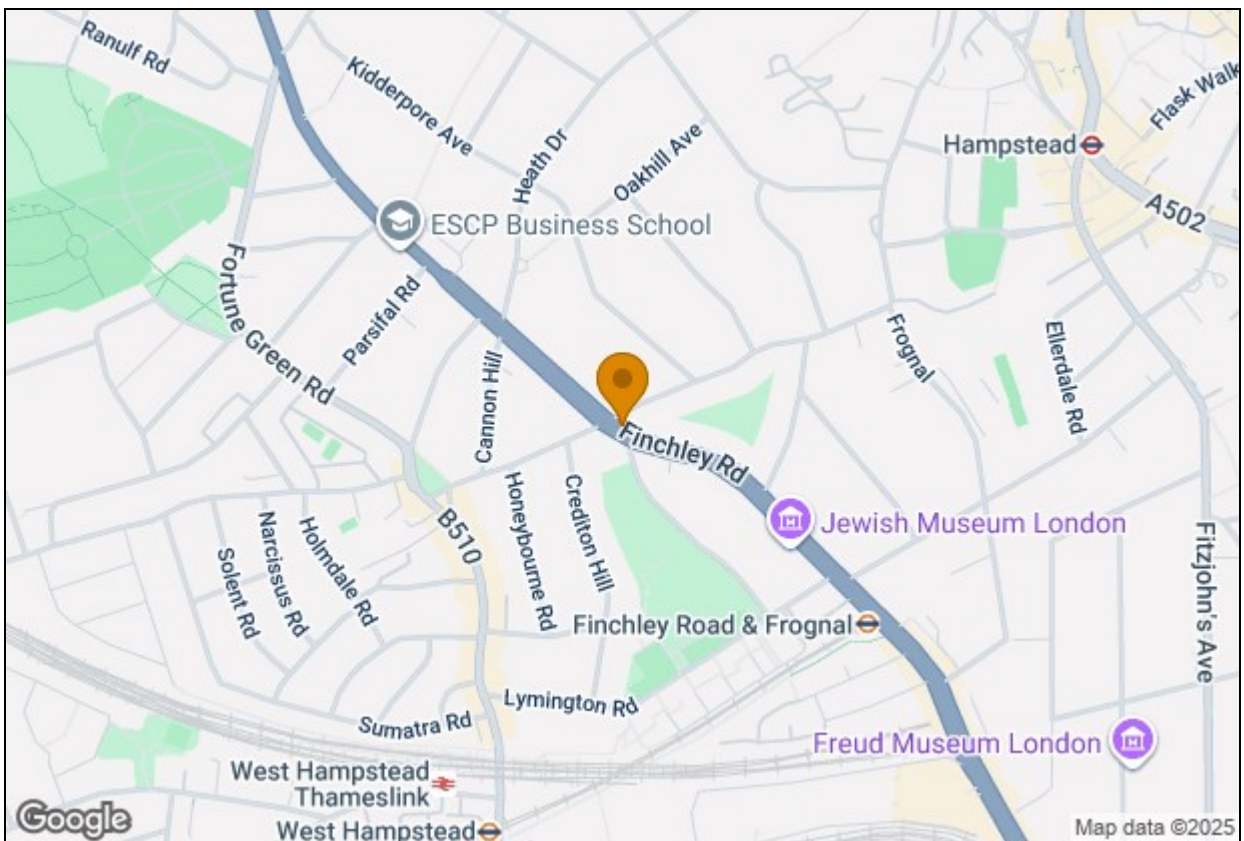 Ranulf Rd
Kidderpore Ave
Heath Dr
Oakhill Ave
Flask Walk
Hampstead
A502
ESCP Business School
Fortune Green Rd
Parsifal Rd
Cannon Hill
Frognal
Ellerdale Rd
Finchley Rd
Honeybourne Rd
Crediton Hill
B510
Jewish Museum London
Holmdale Rd
Narcissus Rd
Solent Rd
Fitzjohn's Ave
Finchley Road & Frognal
Lymington Rd
Sumatra Rd
Freud Museum London
West Hampstead
Thameslink
West Hampstead
Google
Map data ©2025